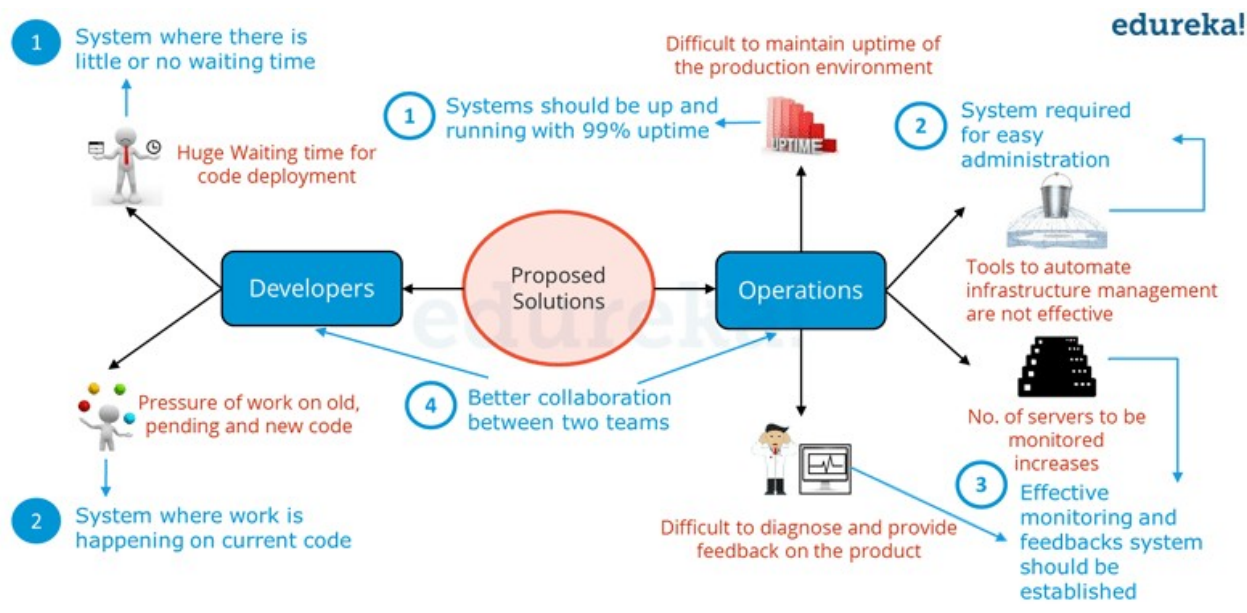 edureka!
1
System where there is
little or no waiting time
Huge Waiting time for
code deployment
Difficult to maintain uptime of
the production environment
1
Systems should be up and
running with 99% uptime
UPTIME
2
System required
for easy
administration
Developers
Proposed
Solutions
Operations
edureka!
Tools to automate
infrastructure management
are not effective
Pressure of work on old,
pending and new code
4
Better collaboration
between two teams
No. of servers to be
monitored
increases
2
System where work is
happening on current code
Difficult to diagnose and provide
feedback on the product
3
Effective
monitoring and
feedbacks system
should be
established